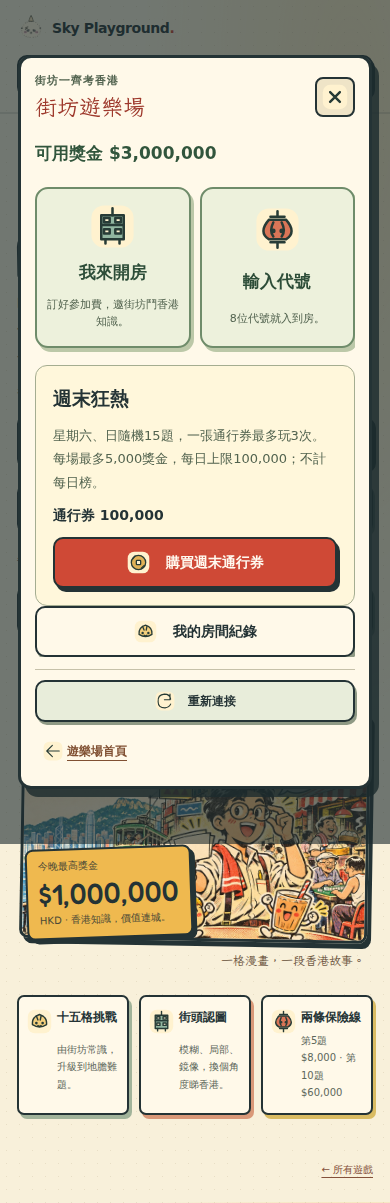 Sky Playground.
街坊一齊考香港
街坊遊樂場
可用獎金 $3,000,000
我來開房
訂好參加費，邀街坊鬥香港
知識。
輸入代號
8位代號就入到房。
週末狂熱
星期六、日隨機15題，一張通行券最多玩3次。
每場最多5,000獎金，每日上限100,000；不計
每日榜。
通行券 100,000
購買週末通行券
我的房間紀錄
重新連接
遊樂場首頁
今晚最高獎金
$1,000,000
HKD · 香港知識，價值連城。
一格漫畫，一段香港故事。
十五格挑戰
由街坊常識，
升級到地膽難
題。
街頭認圖
模糊、局部、
鏡像，換個角
度睇香港。
兩條保險線
第5題
$8,000 · 第
10題
$60,000
← 所有遊戲